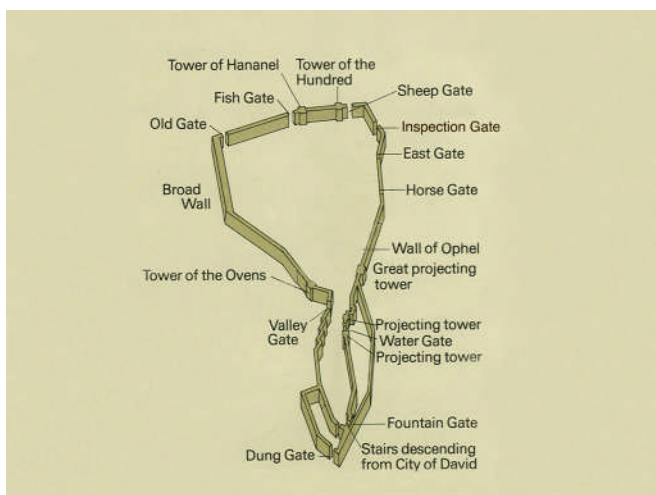 Tower of Hananel
Tower of the
Hundred
Fish Gate
Sheep Gate
Old Gate
Inspection Gate
East Gate
Broad
Wall
Horse Gate
Wall of Ophel
Tower of the Ovens
Great projecting
tower
Valley
Gate
Projecting tower
Water Gate
Projecting tower
Fountain Gate
Dung Gate
Stairs descending
from City of David